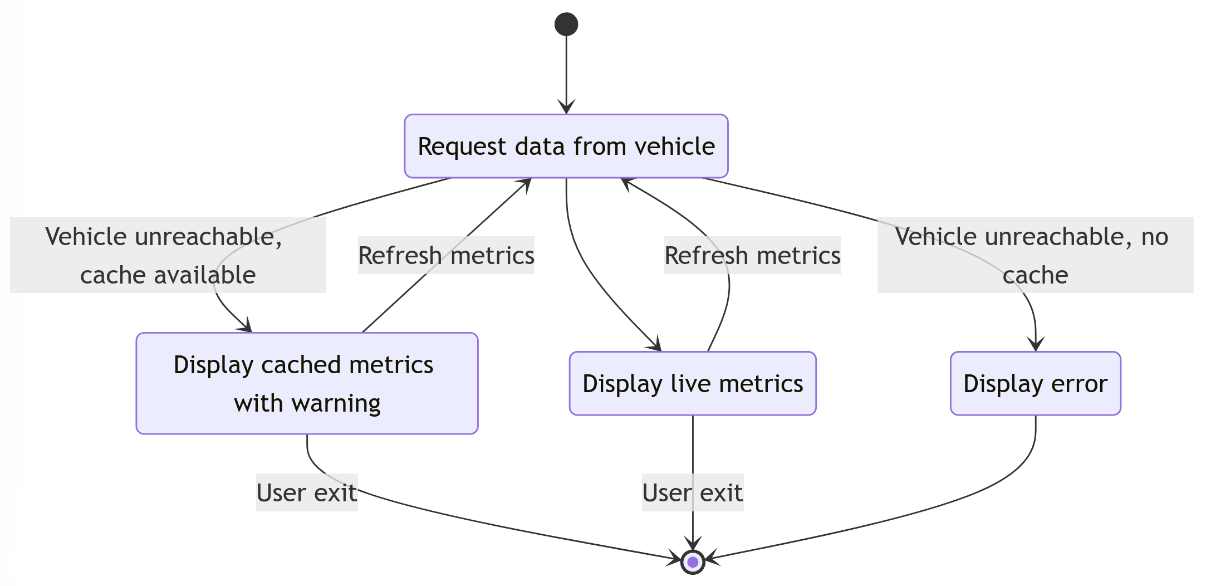 Request data from vehicle
Vehicle unreachable,
cache available
Refresh metrics
Refresh metrics
Vehicle unreachable, no
cache
Display cached metrics
with warning
Display live metrics
Display error
User exit
User exit